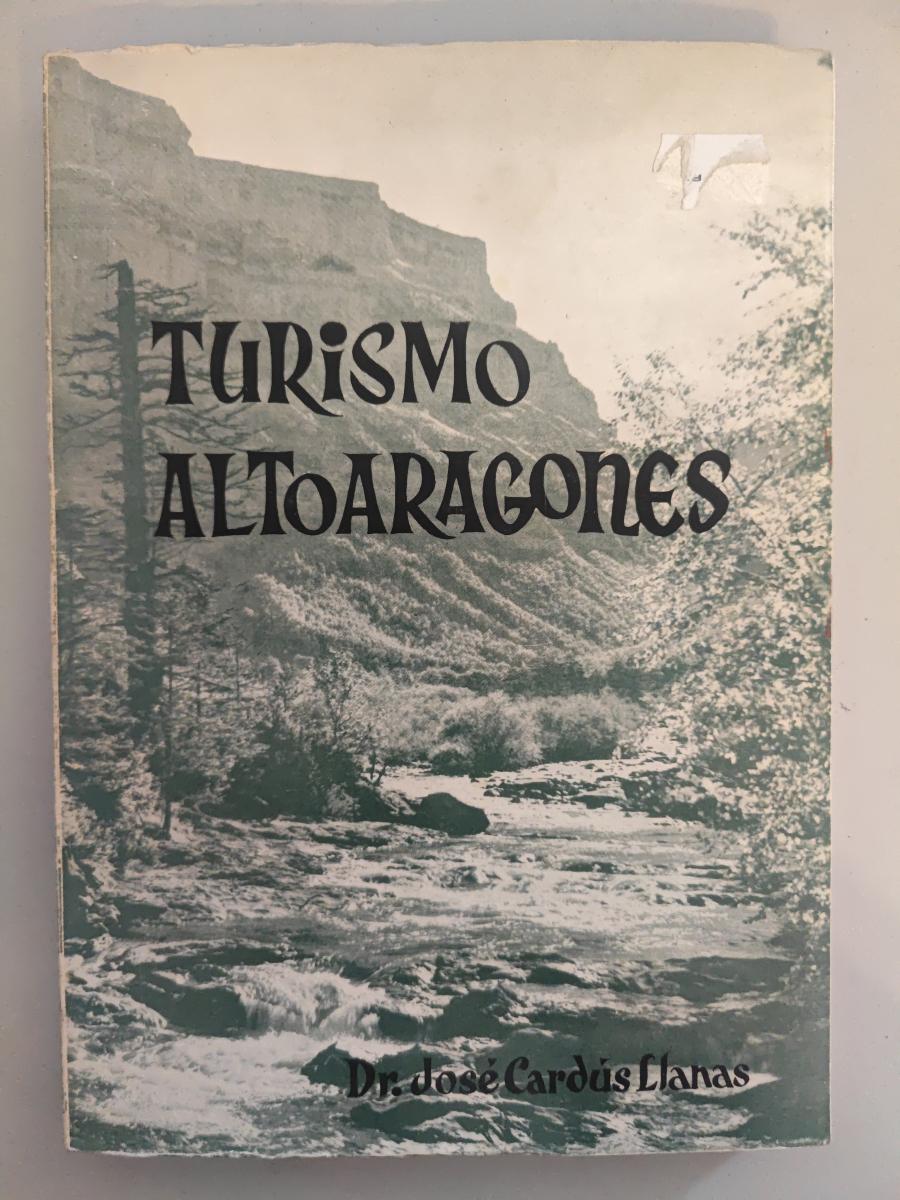 TURiSMO
ALTOARAGONES
Dr. José Cardús Llanas